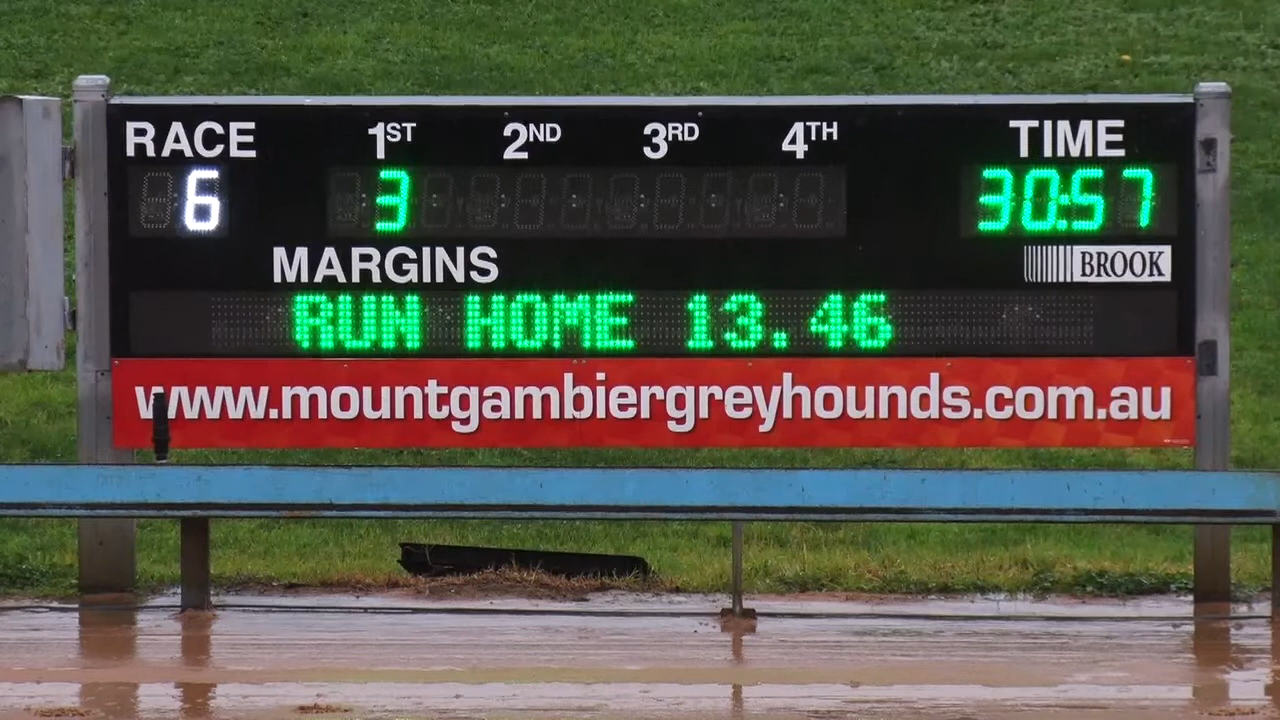 RACE 1ST 2ND 3RD 4TH TIME
6 3 30:57
MARGINS
BROOK
RUN HOME 13.46
www.mountgambiergreyhounds.com.au